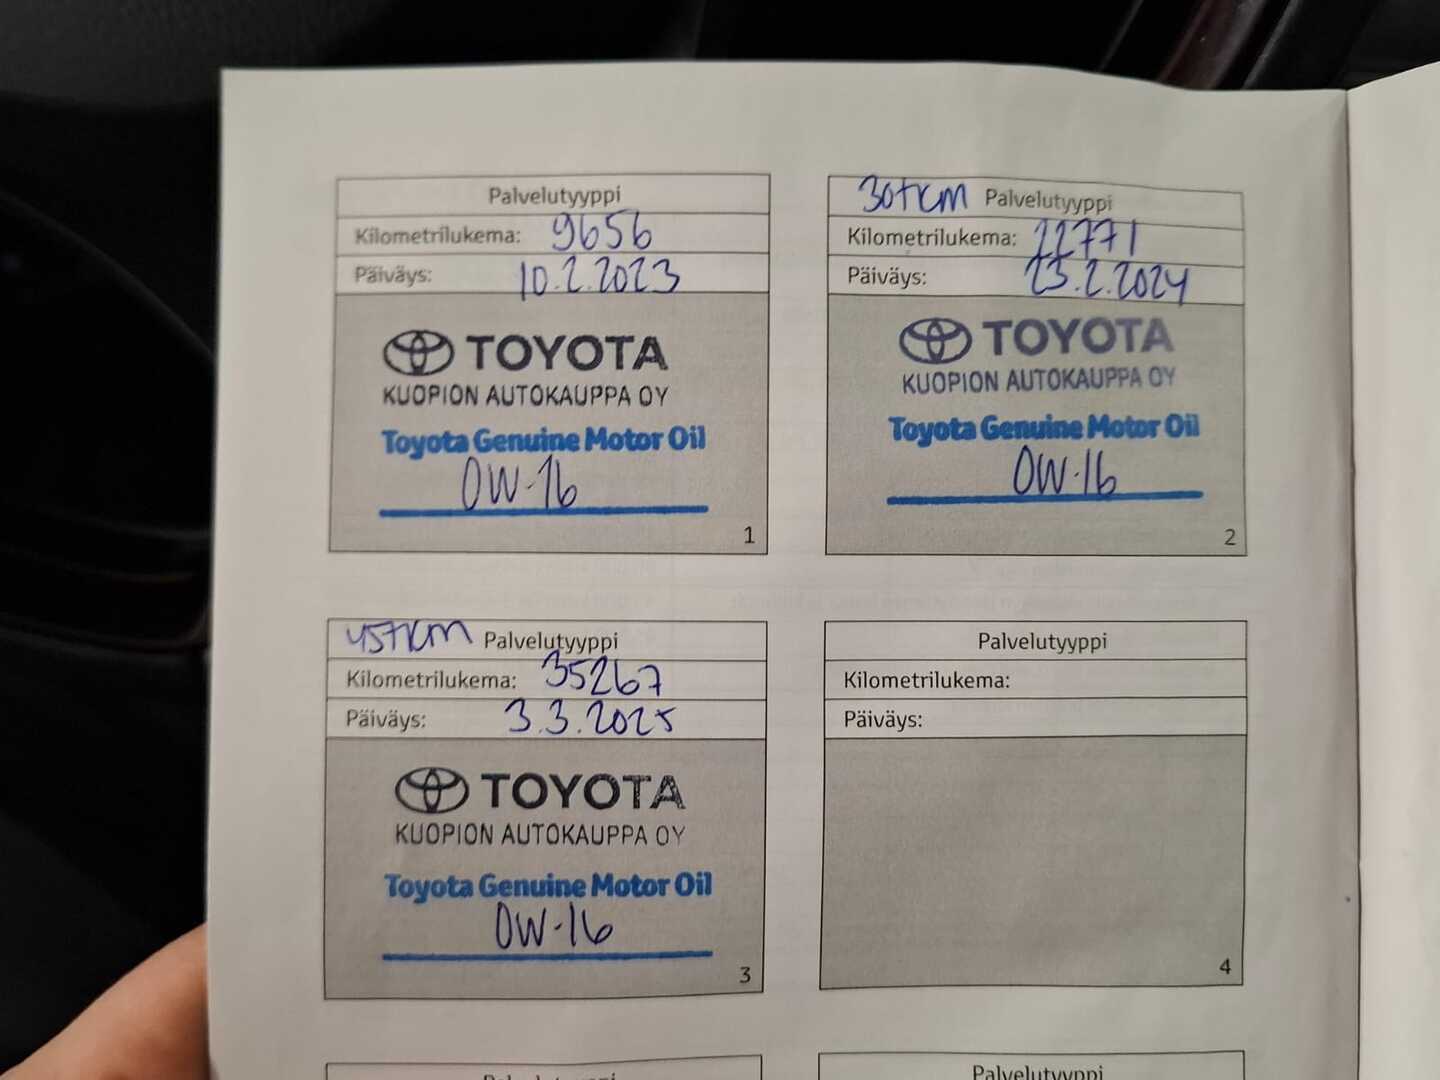 Palvelutyyppi
Kilometrilukema: 9656
Päiväys: 10.2.2023
TOYOTA
KUOPION AUTOKAUPPA OY
Toyota Genuine Motor Oil
0W-16
1
30tKM Palvelutyyppi
Kilometrilukema: 22771
Päiväys: 23.2.2024
TOYOTA
KUOPION AUTOKAUPPA OY
Toyota Genuine Motor Oil
0W-16
2
45tKM Palvelutyyppi
Kilometrilukema: 35267
Päiväys: 3.3.2025
TOYOTA
KUOPION AUTOKAUPPA OY
Toyota Genuine Motor Oil
0W-16
3
Palvelutyyppi
Kilometrilukema:
Päiväys:
4
Palvelutyyppi
Palvelutyyppi